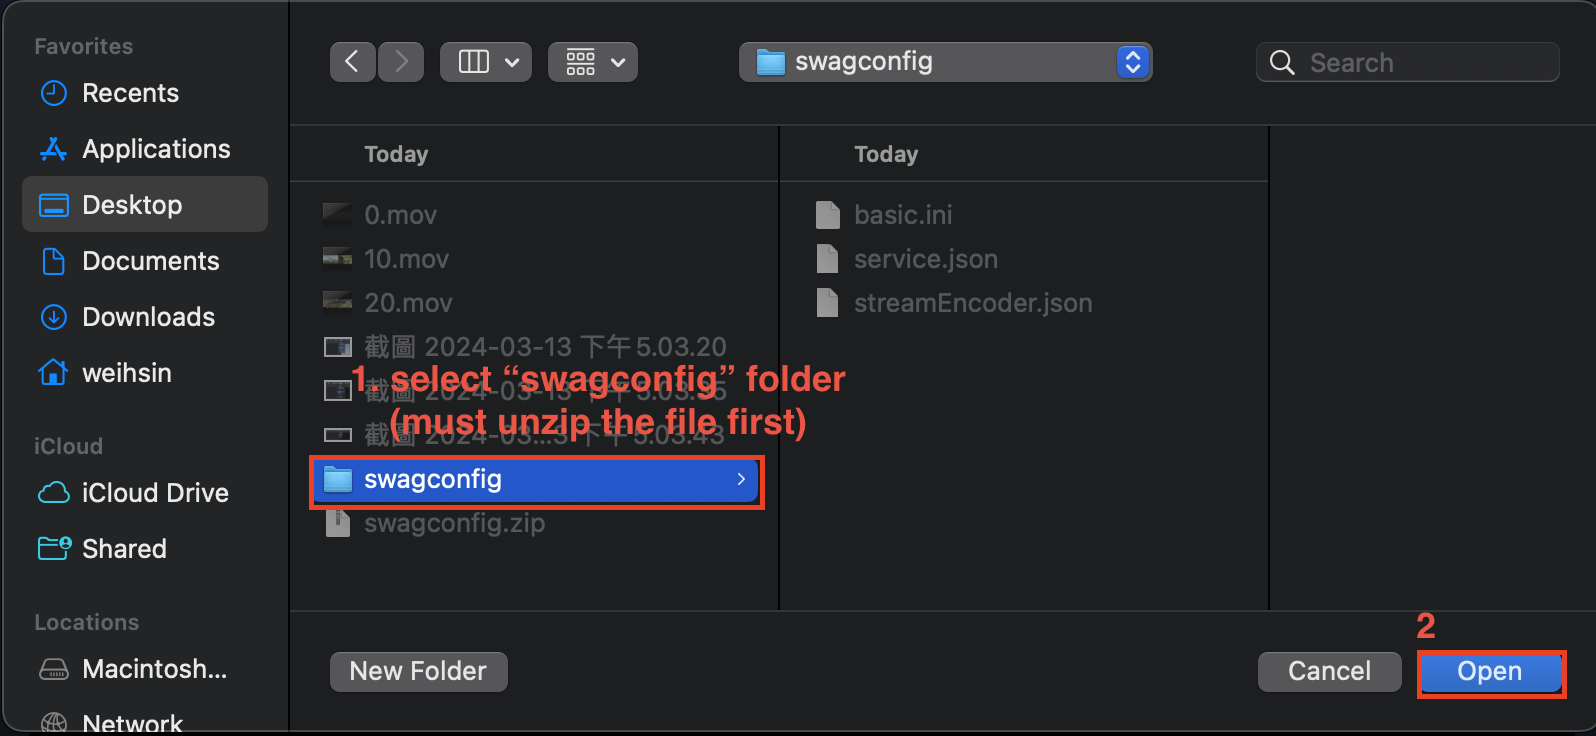 Favorites
Recents
Applications
Desktop
Documents
Downloads
weihsin
iCloud
iCloud Drive
Shared
Locations
Macintosh...
Network
swagconfig
Search
Today
0.mov
10.mov
20.mov
截圖 2024-03-13 下午5.03.20
截圖 2024-03-13 下午5.03.35
截圖 2024-03...3 下午5.03.43
1. select “swagconfig” folder
(must unzip the file first)
swagconfig
swagconfig.zip
Today
basic.ini
service.json
streamEncoder.json
New Folder
Cancel
2
Open